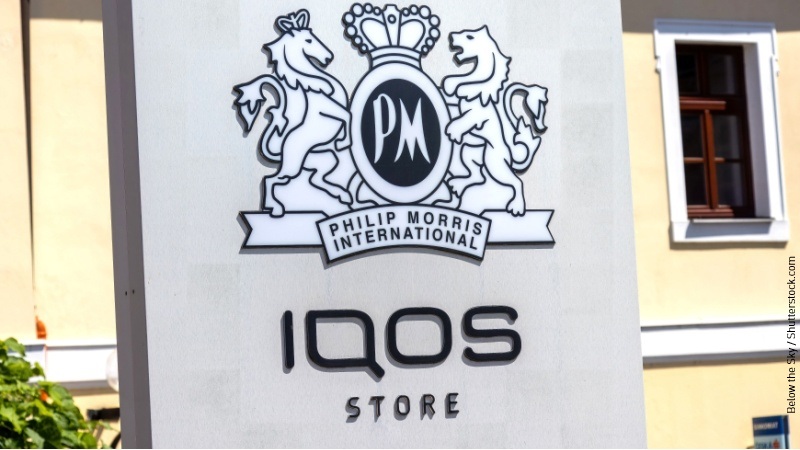 PM
PHILIP MORRIS
INTERNATIONAL
IQOS
STORE
Below the Sky / Shutterstock.com